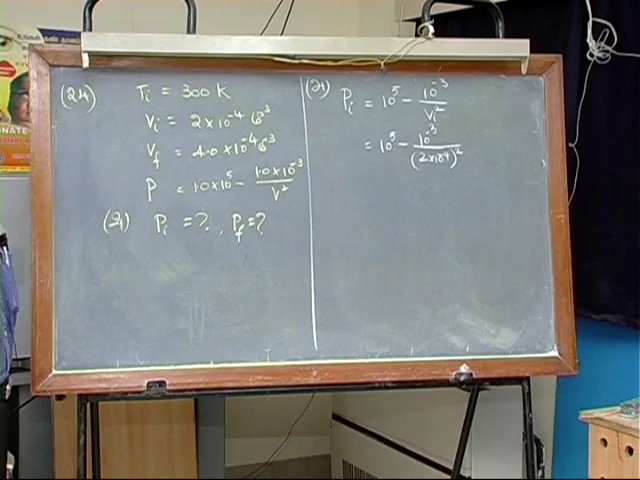 (24) Ti = 300 K
Vi = 2×10⁻⁴ m³
Vf = 4.0×10⁻⁴ m³
P = 1.0×10⁵ - 1.0×10⁻³/V²
Pi = ?, Pf = ?
Pi = 10⁵ - 10⁻³/Vi²
= 10⁵ - 10⁻³/(2×10⁻⁴)²